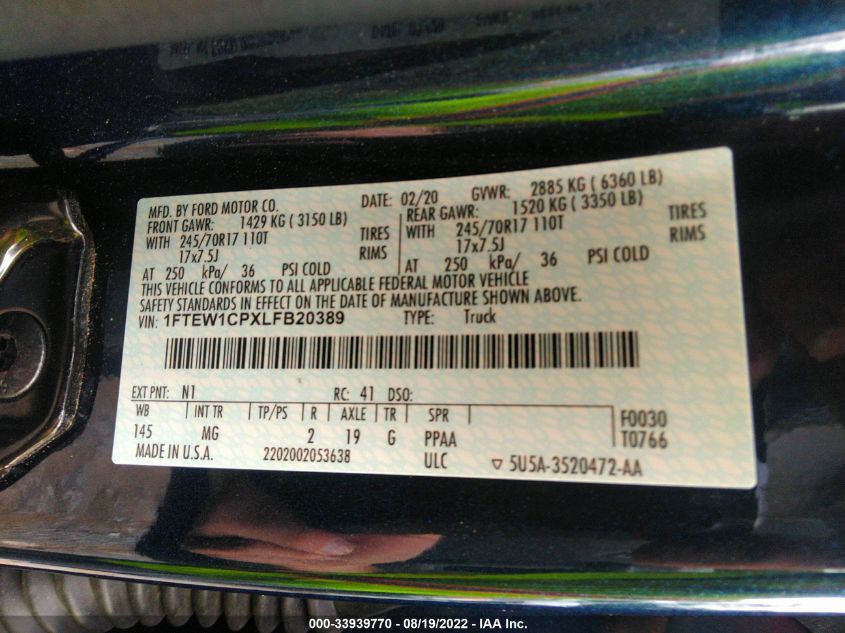 MFD. BY FORD MOTOR CO. DATE: 02/20 GVWR: 2885 KG ( 6360 LB)
FRONT GAWR: 1429 KG ( 3150 LB) REAR GAWR: 1520 KG ( 3350 LB)
WITH 245/70R17 110T TIRES WITH 245/70R17 110T TIRES
17x7.5J RIMS 17x7.5J RIMS
AT 250 kPa/ 36 PSI COLD AT 250 kPa/ 36 PSI COLD
THIS VEHICLE CONFORMS TO ALL APPLICABLE FEDERAL MOTOR VEHICLE
SAFETY STANDARDS IN EFFECT ON THE DATE OF MANUFACTURE SHOWN ABOVE.
VIN: 1FTEW1CPXLFB20389 TYPE: Truck
EXT PNT: N1 RC: 41 DSO:
WB INT TR TP/PS R AXLE TR SPR F0030
145 MG 2 19 G PPAA T0766
MADE IN U.S.A. 2202002053638 ULC ▽ 5U5A-3520472-AA
000-33939770 - 08/19/2022 - IAA Inc.